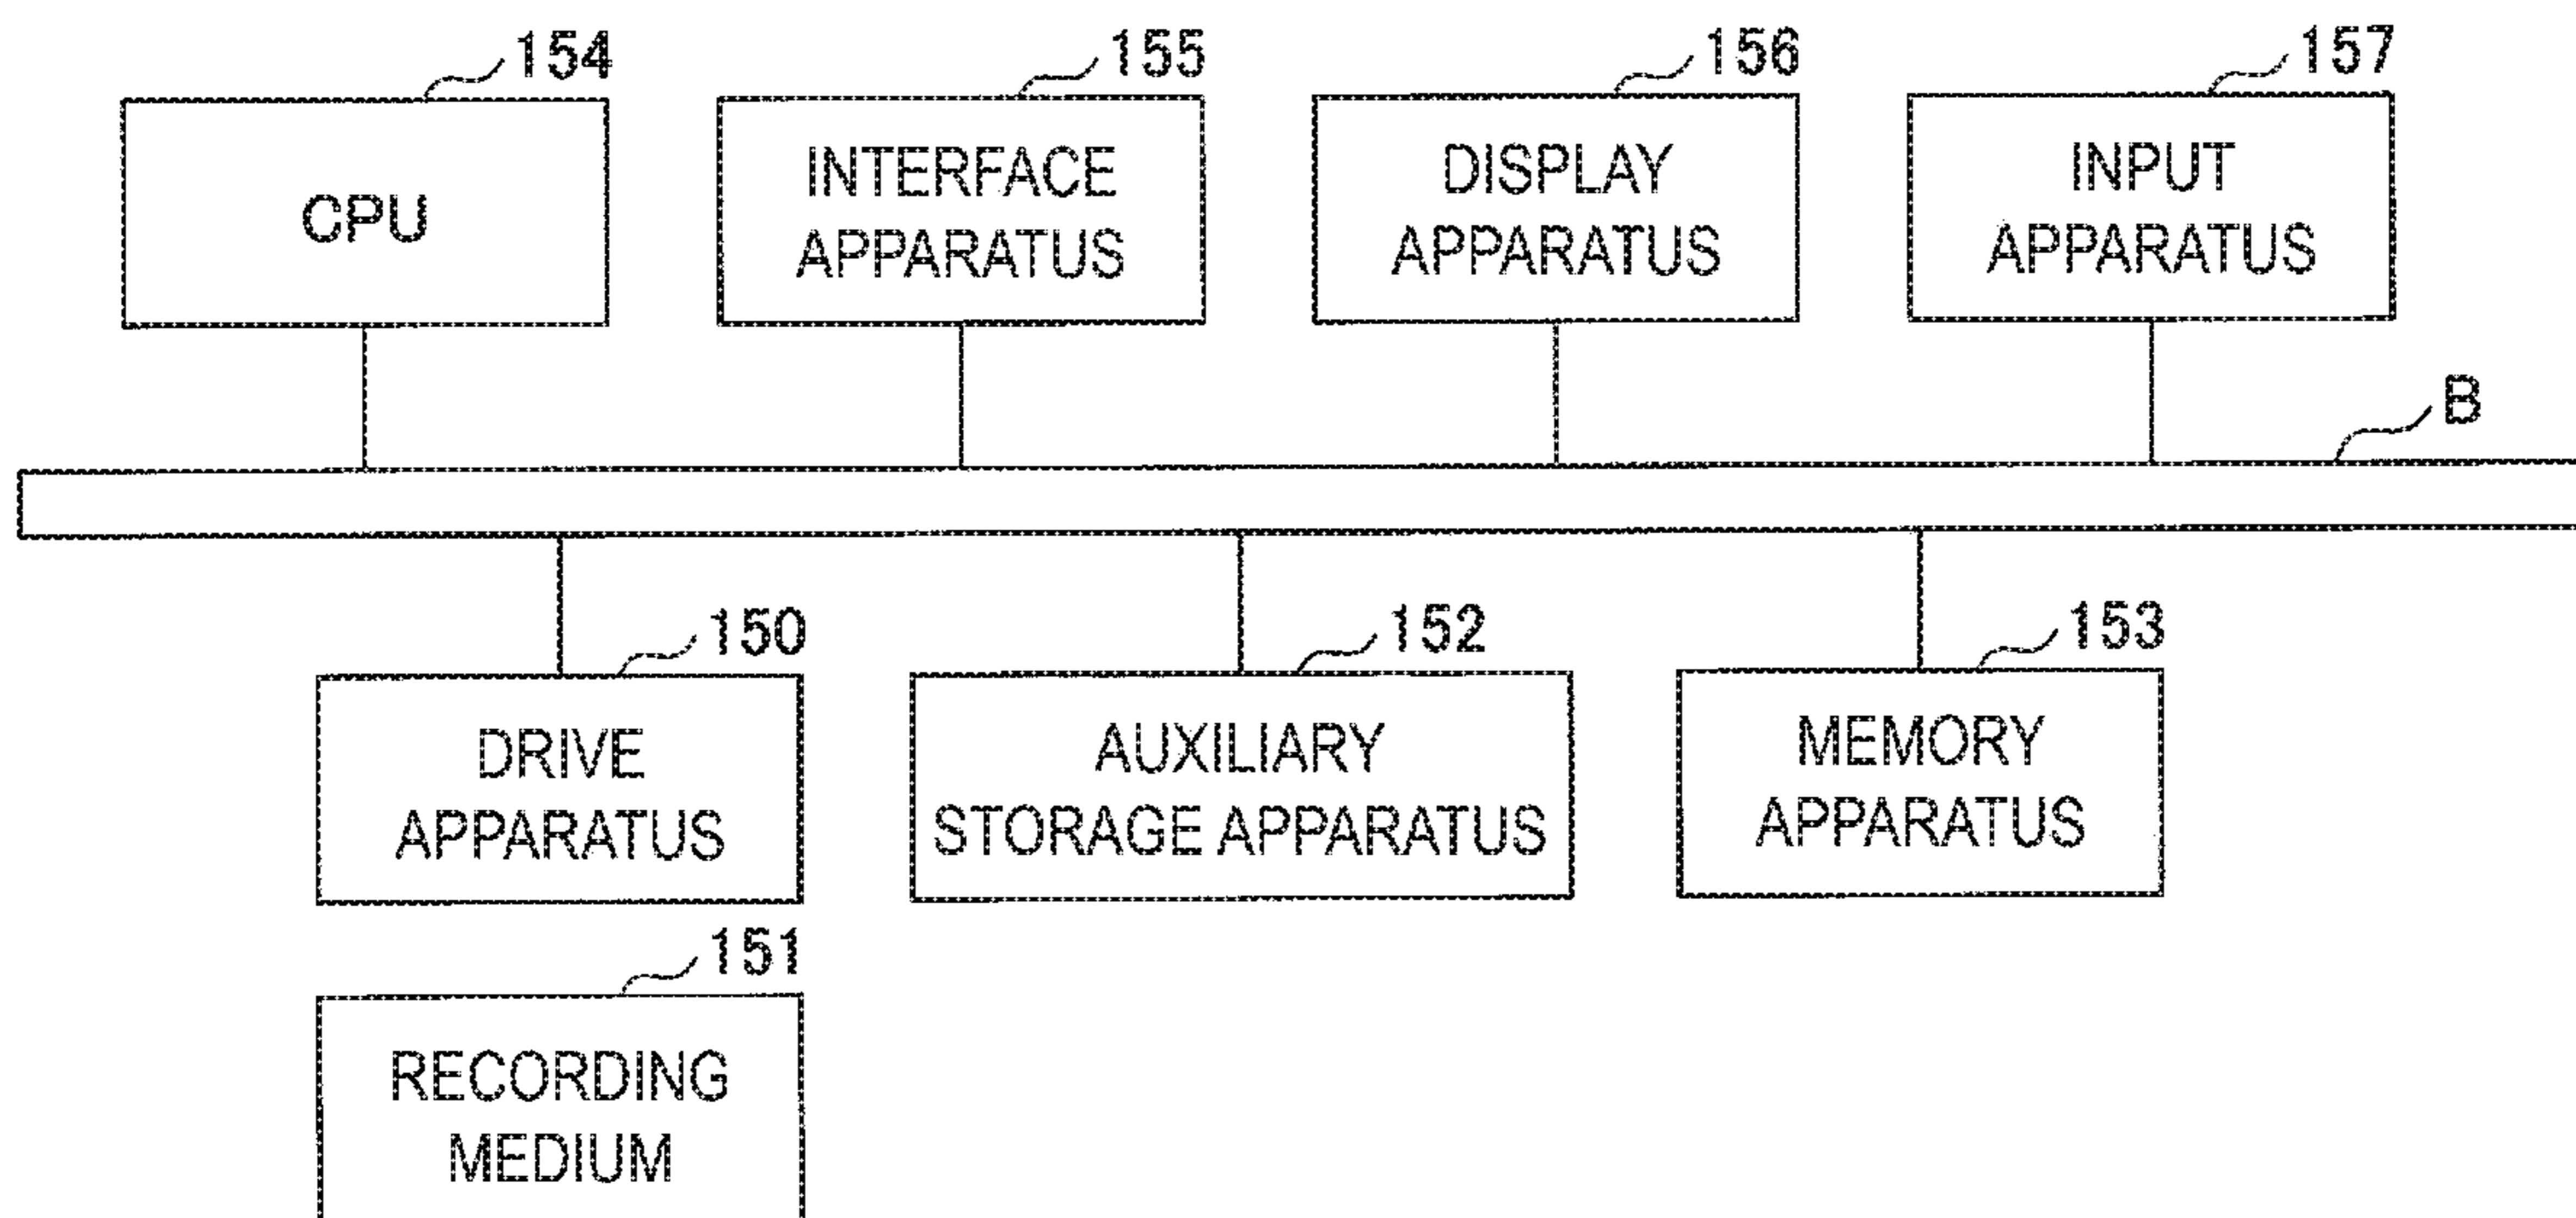 154
155
156
157
CPU
INTERFACE
APPARATUS
DISPLAY
APPARATUS
INPUT
APPARATUS
B
150
152
153
DRIVE
APPARATUS
AUXILIARY
STORAGE APPARATUS
MEMORY
APPARATUS
151
RECORDING
MEDIUM